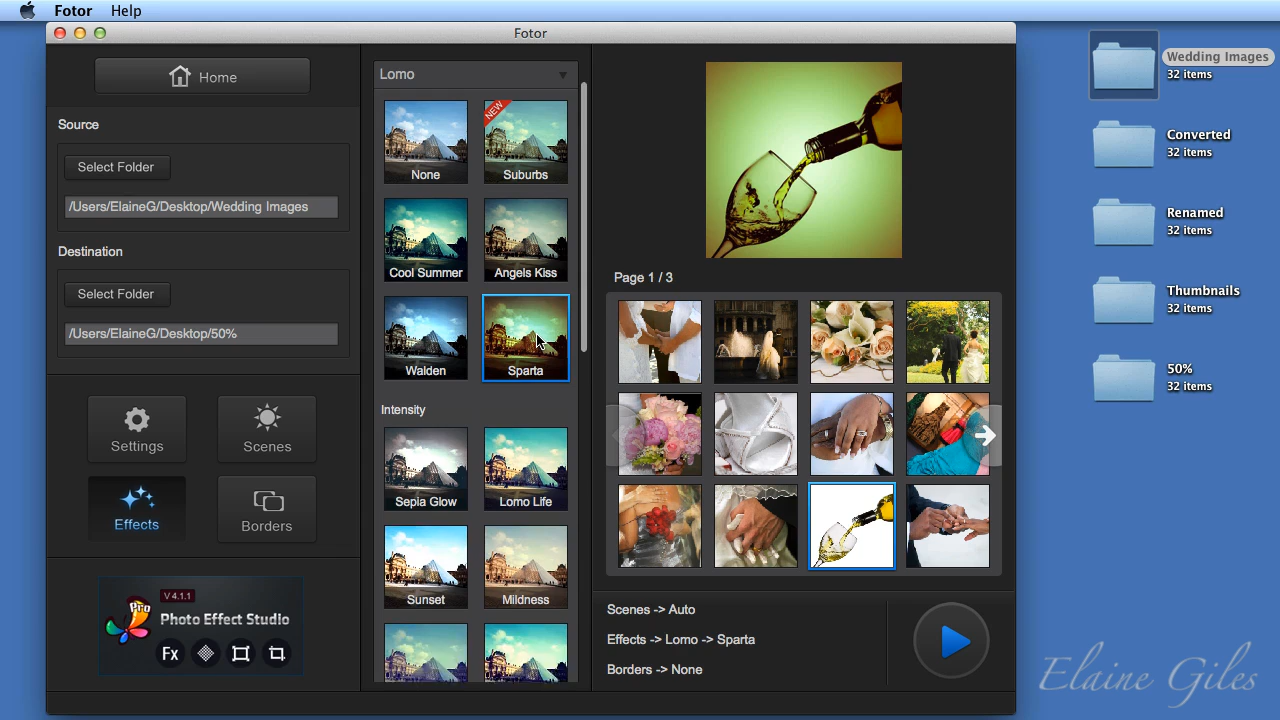 Fotor Help
Fotor
Home
Source
Select Folder
/Users/ElaineG/Desktop/Wedding Images
Destination
Select Folder
/Users/ElaineG/Desktop/50%
Settings
Scenes
Effects
Borders
Pro
V 4.1.1
Photo Effect Studio
Fx
Lomo
None
NEW
Suburbs
Cool Summer
Angels Kiss
Walden
Sparta
Intensity
Sepia Glow
Lomo Life
Sunset
Mildness
Page 1 / 3
Scenes -> Auto
Effects -> Lomo -> Sparta
Borders -> None
Wedding Images
32 items
Converted
32 items
Renamed
32 items
Thumbnails
32 items
50%
32 items
Elaine Giles